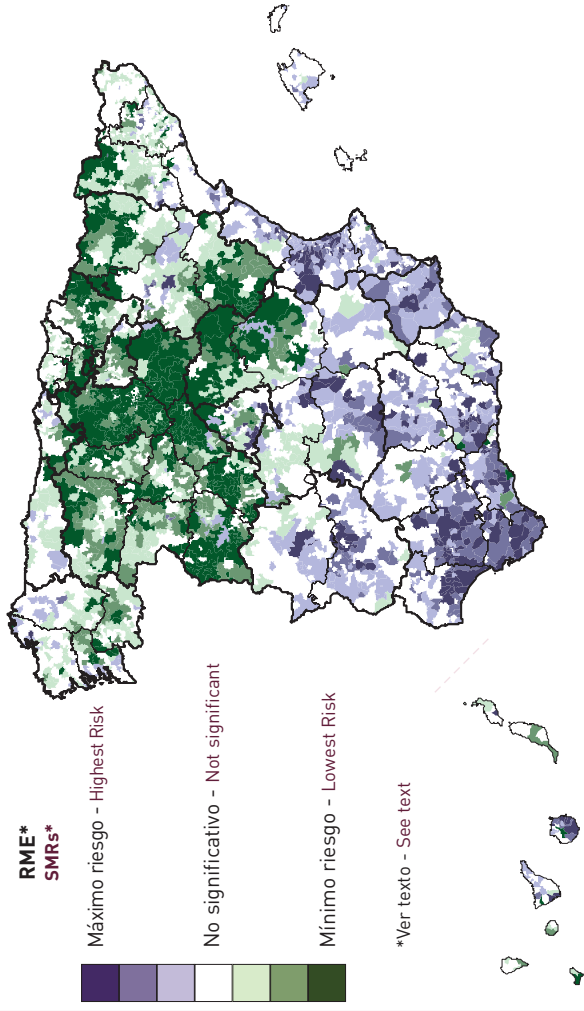 RME*
SMRs*
Máximo riesgo - Highest Risk
No significativo - Not significant
Mínimo riesgo - Lowest Risk
*Ver texto - See text